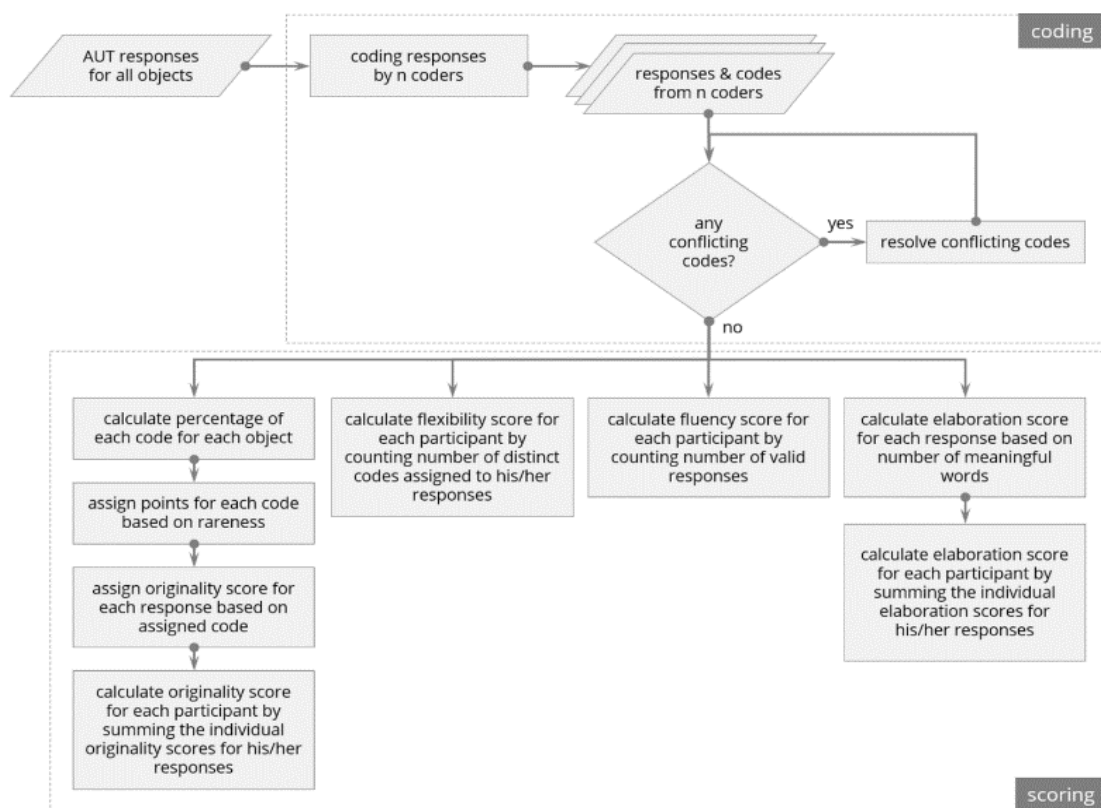 coding
AUT responses
for all objects
coding responses
by n coders
responses & codes
from n coders
any
conflicting
codes?
yes
resolve conflicting codes
no
calculate percentage of
each code for each object
assign points for each code
based on rareness
assign originality score for
each response based on
assigned code
calculate originality score
for each participant by
summing the individual
originality scores for his/her
responses
calculate flexibility score for
each participant by
counting number of distinct
codes assigned to his/her
responses
calculate fluency score for
each participant by
counting number of valid
responses
calculate elaboration score
for each response based on
number of meaningful
words
calculate elaboration score
for each participant by
summing the individual
elaboration scores for
his/her responses
scoring